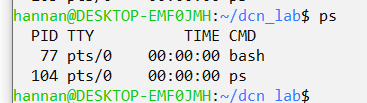 hannan@DESKTOP-EMF0JMH:~/dcn_lab$ ps
  PID TTY          TIME CMD
   77 pts/0    00:00:00 bash
  104 pts/0    00:00:00 ps
hannan@DESKTOP-EMF0JMH:~/dcn_lab$